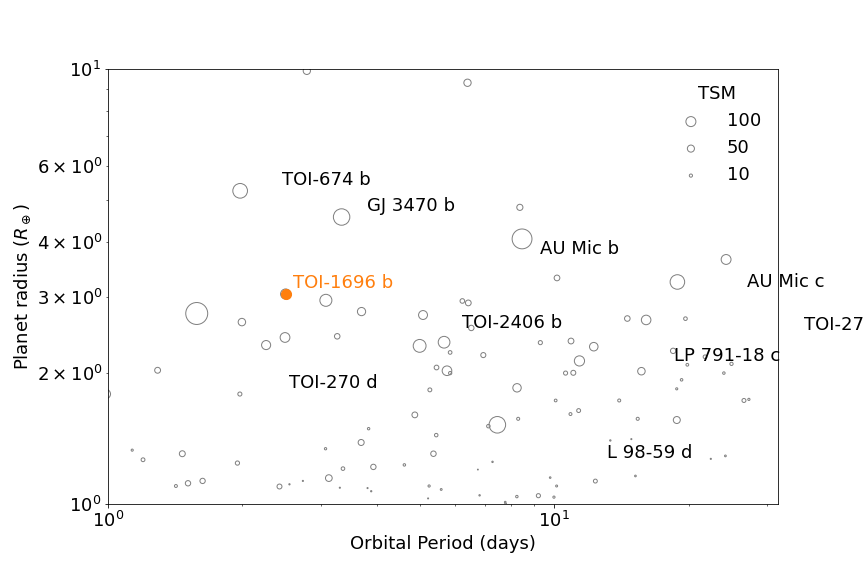 10¹
TSM
100
50
10
6 × 10⁰
TOI-674 b
GJ 3470 b
4 × 10⁰
AU Mic b
AU Mic c
TOI-1696 b
3 × 10⁰
TOI-2406 b
TOI-27
LP 791-18 c
2 × 10⁰
TOI-270 d
L 98-59 d
10⁰
10⁰
10¹
Orbital Period (days)
Planet radius (R⊕)